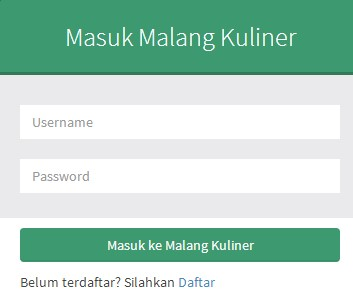 Masuk Malang Kuliner
Username
Password
Masuk ke Malang Kuliner
Belum terdaftar? Silahkan Daftar